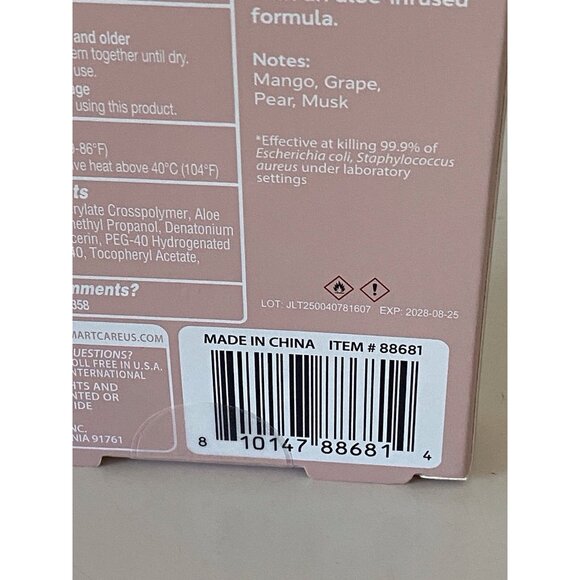 formula.
Notes:
Mango, Grape,
Pear, Musk
*Effective at killing 99.9% of
Escherichia coli, Staphylococcus
aureus under laboratory
settings
and older
em together until dry.
use.
age
using this product.
-86°F)
ve heat above 40°C (104°F)
ts
rylate Crosspolymer, Aloe
methyl Propanol, Denatonium
cerin, PEG-40 Hydrogenated
40, Tocopheryl Acetate,
mments?
358
LOT: JLT250040781607 EXP: 2028-08-25
MARTCAREUS.COM
QUESTIONS?
OLL FREE IN U.S.A.
INTERNATIONAL
HTS AND
ENTED OR
IDE
NC.
NIA 91761
MADE IN CHINA ITEM # 88681
8 10147 88681 4